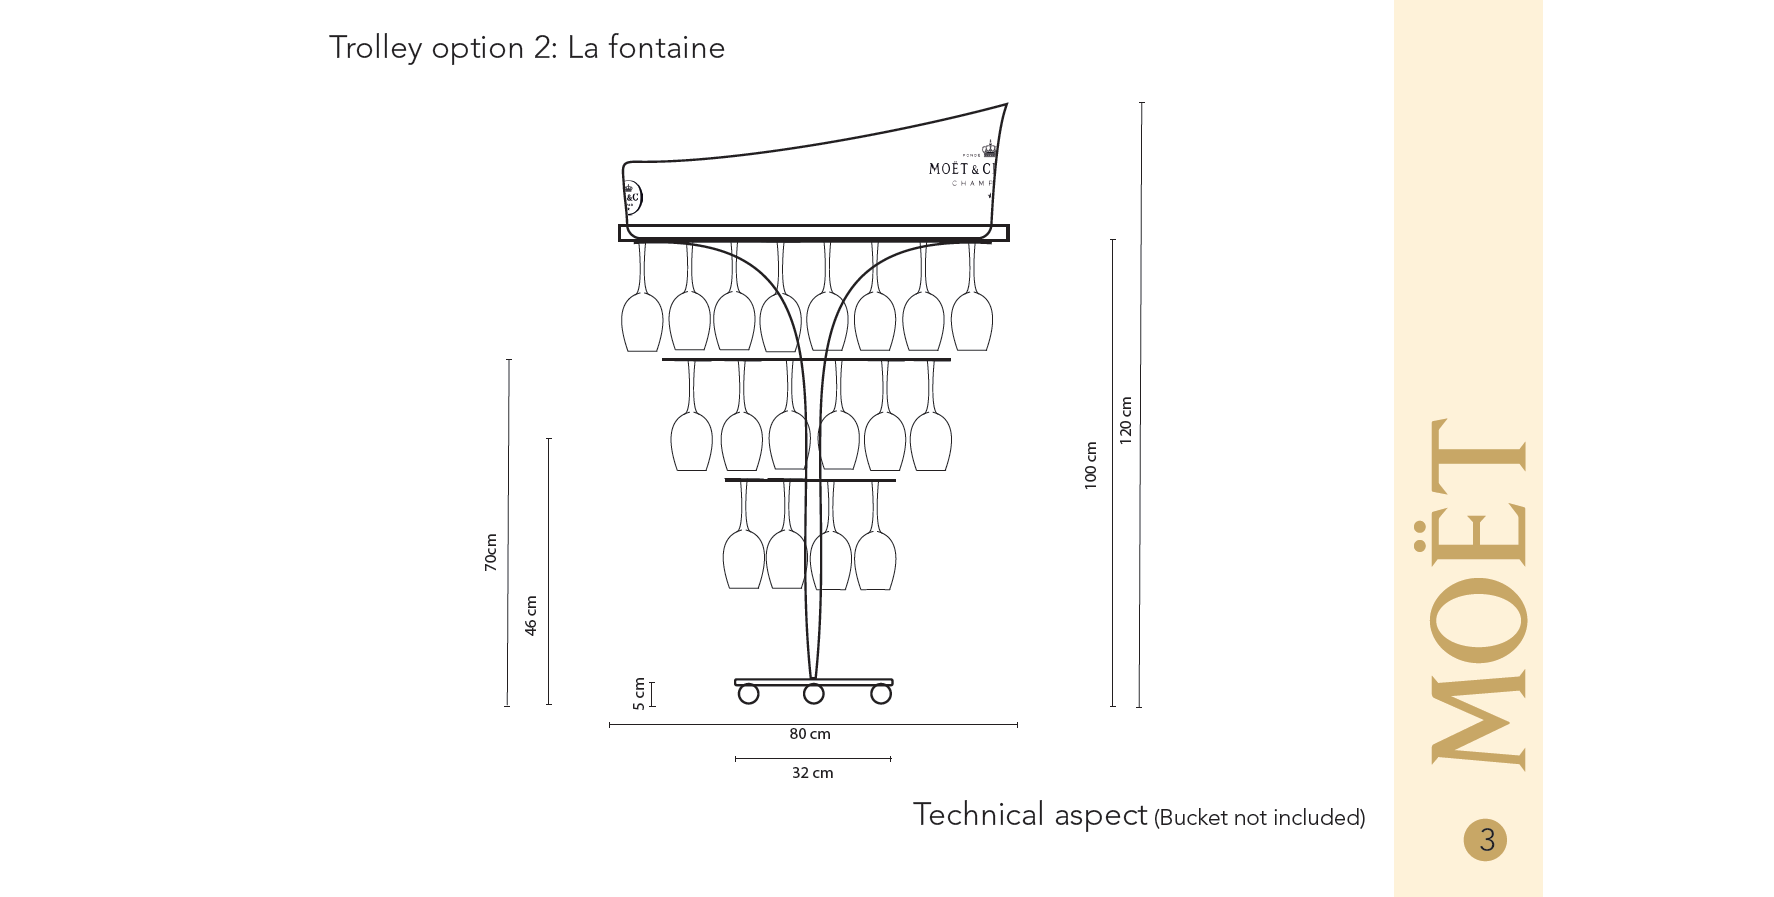 Trolley option 2: La fontaine
FONDÉ
MOËT & C
CHAMP
&C
120 cm
100 cm
70cm
46 cm
5 cm
80 cm
32 cm
Technical aspect (Bucket not included)
MOËT
3